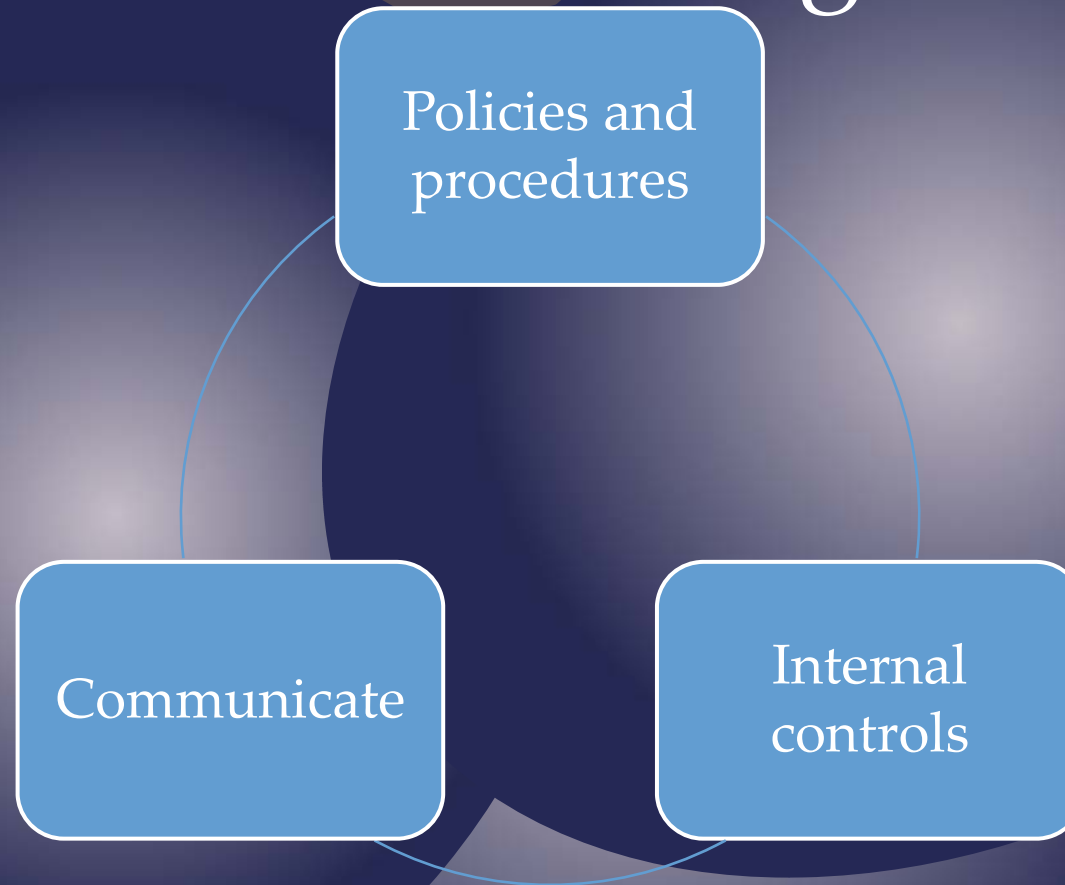 Policies and
procedures
Communicate
Internal
controls